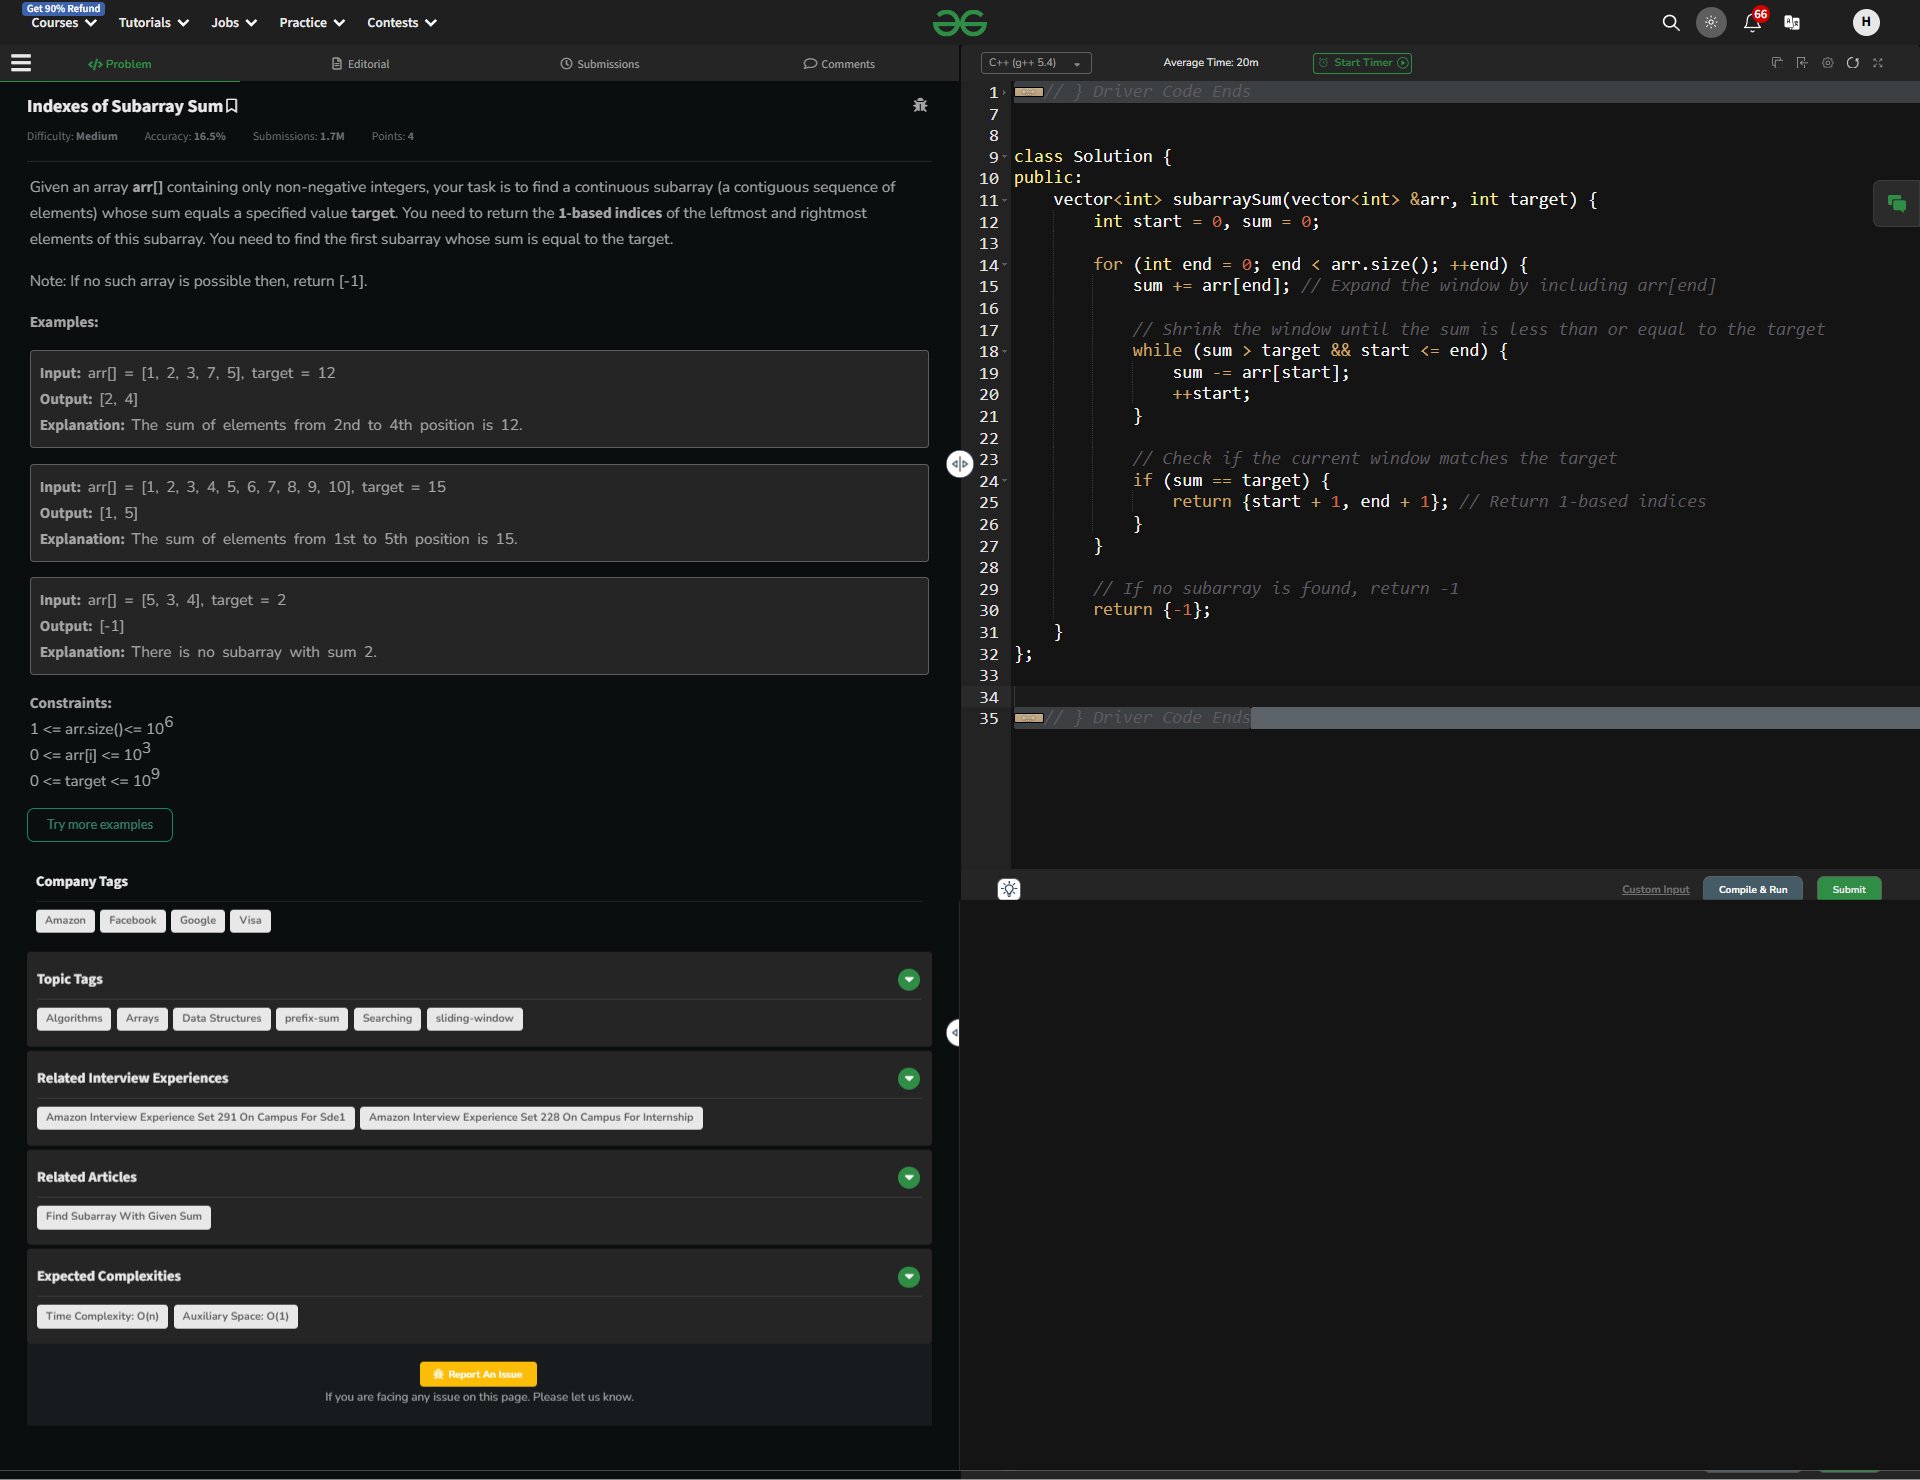 Get 90% Refund
Courses Tutorials Jobs Practice Contests
66
H
Problem Editorial Submissions Comments
C++ (g++ 5.4) Average Time: 20m Start Timer
Indexes of Subarray Sum
Difficulty: Medium Accuracy: 16.5% Submissions: 1.7M Points: 4
Given an array arr[] containing only non-negative integers, your task is to find a continuous subarray (a contiguous sequence of
elements) whose sum equals a specified value target. You need to return the 1-based indices of the leftmost and rightmost
elements of this subarray. You need to find the first subarray whose sum is equal to the target.
Note: If no such array is possible then, return [-1].
Examples:
Input: arr[] = [1, 2, 3, 7, 5], target = 12
Output: [2, 4]
Explanation: The sum of elements from 2nd to 4th position is 12.
Input: arr[] = [1, 2, 3, 4, 5, 6, 7, 8, 9, 10], target = 15
Output: [1, 5]
Explanation: The sum of elements from 1st to 5th position is 15.
Input: arr[] = [5, 3, 4], target = 2
Output: [-1]
Explanation: There is no subarray with sum 2.
Constraints:
1 <= arr.size()<= 10^6
0 <= arr[i] <= 10^3
0 <= target <= 10^9
Try more examples
Company Tags
Amazon Facebook Google Visa
Topic Tags
Algorithms Arrays Data Structures prefix-sum Searching sliding-window
Related Interview Experiences
Amazon Interview Experience Set 291 On Campus For Sde1 Amazon Interview Experience Set 228 On Campus For Internship
Related Articles
Find Subarray With Given Sum
Expected Complexities
Time Complexity: O(n) Auxiliary Space: O(1)
Report An Issue
If you are facing any issue on this page. Please let us know.
1 // } Driver Code Ends
7
8
9 class Solution {
10 public:
11 vector<int> subarraySum(vector<int> &arr, int target) {
12 int start = 0, sum = 0;
13
14 for (int end = 0; end < arr.size(); ++end) {
15 sum += arr[end]; // Expand the window by including arr[end]
16
17 // Shrink the window until the sum is less than or equal to the target
18 while (sum > target && start <= end) {
19 sum -= arr[start];
20 ++start;
21 }
22
23 // Check if the current window matches the target
24 if (sum == target) {
25 return {start + 1, end + 1}; // Return 1-based indices
26 }
27 }
28
29 // If no subarray is found, return -1
30 return {-1};
31 }
32 };
33
34
35 // } Driver Code Ends
Custom Input Compile & Run Submit